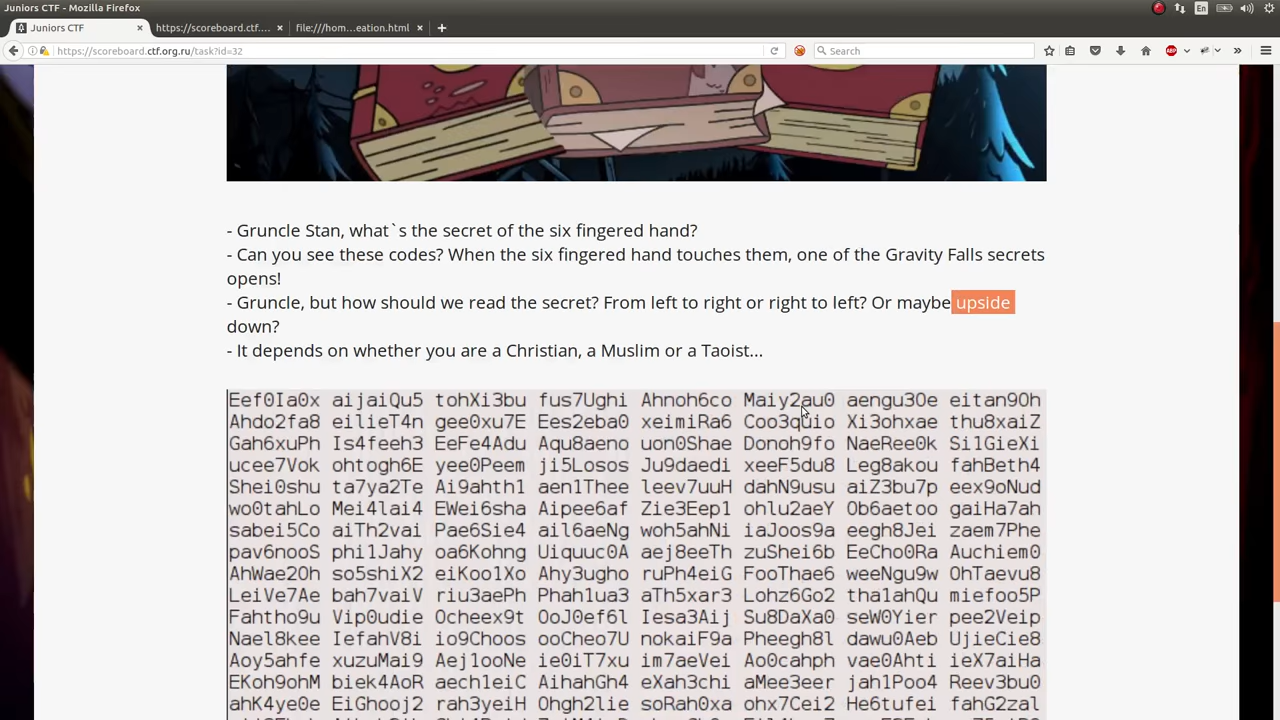 Juniors CTF - Mozilla Firefox
En
Juniors CTF × https://scoreboard.ctf.... × file:///hom...eation.html × +
https://scoreboard.ctf.org.ru/task?id=32 Search ABP
- Gruncle Stan, what`s the secret of the six fingered hand?
- Can you see these codes? When the six fingered hand touches them, one of the Gravity Falls secrets
opens!
- Gruncle, but how should we read the secret? From left to right or right to left? Or maybe upside
down?
- It depends on whether you are a Christian, a Muslim or a Taoist...
Eef0Ia0x aijaiQu5 tohXi3bu fus7Ughi Ahnoh6co Maiy2au0 aengu3Oe eitan9Oh
Ahdo2fa8 eilieT4n gee0xu7E Ees2eba0 xeimiRa6 Coo3quio Xi3ohxae thu8xaiZ
Gah6xuPh Is4feeh3 EeFe4Adu Aqu8aeno uon0Shae Donoh9fo NaeRee0k Si1GieXi
ucee7Vok ohtogh6E yee0Peem ji5Losos Ju9daedi xeeF5du8 Leg8akou fahBeth4
Shei0shu ta7ya2Te Ai9ahth1 aen1Thee leev7uuH dahN9usu aiZ3bu7p eex9oNud
wo0tahLo Mei4lai4 EWei6sha Aipee6af Zie3Eep1 ohlu2aeY Ob6aetoo gaiHa7ah
sabei5Co aiTh2vai Pae6Sie4 ail6aeNg woh5ahNi iaJoos9a eegh8Jei zaem7Phe
pav6nooS phi1Jahy oa6Kohng Uiquuc0A aej8eeTh zuShei6b EeCho0Ra Auchiem0
AhWae2Oh so5shiX2 eiKoo1Xo Ahy3ugho ruPh4eiG FooThae6 weeNgu9w OhTaevu8
LeiVe7Ae bah7vaiV riu3aePh Phah1ua3 aTh5xar3 Lohz6Go2 tha1ahQu miefoo5P
Fahtho9u Vip0udie Ocheex9t OoJ0ef6l Iesa3Aij Su8DaXa0 seW0Yier pee2Veip
Nael8kee IefahV8i io9Choos ooCheo7U nokaiF9a Pheegh8l dawu0Aeb UjieCie8
Aoy5ahfe xuzuMai9 Aej1ooNe ie0iT7xu im7aeVei Ao0cahph vae0Ahti ieX7aiHa
EKoh9ohM biek4AoR aech1eiC AihahGh4 eXah3chi aMee3eer jah1Poo4 Reev3bu0
ahK4ye0e EiGhooj2 rah3yeiH Ohgh2lie soRah0xa ohx7Cei2 He6tufei fahG2zal